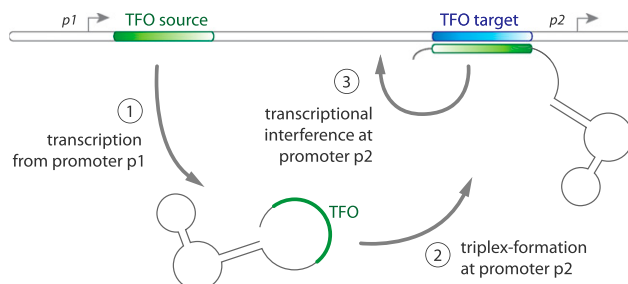 p1
TFO source
TFO target
p2
1
transcription
from promoter p1
3
transcriptional
interference at
promoter p2
TFO
2
triplex-formation
at promoter p2